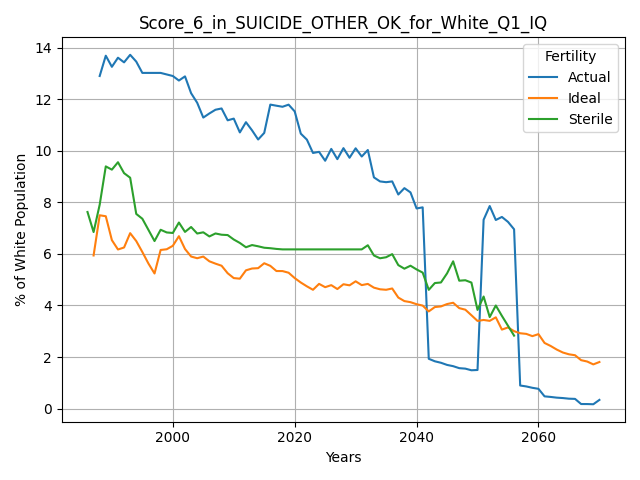 Score_6_in_SUICIDE_OTHER_OK_for_White_Q1_IQ
Fertility
Actual
Ideal
Sterile
% of White Population
14
12
10
8
6
4
2
0
2000 2020 2040 2060
Years